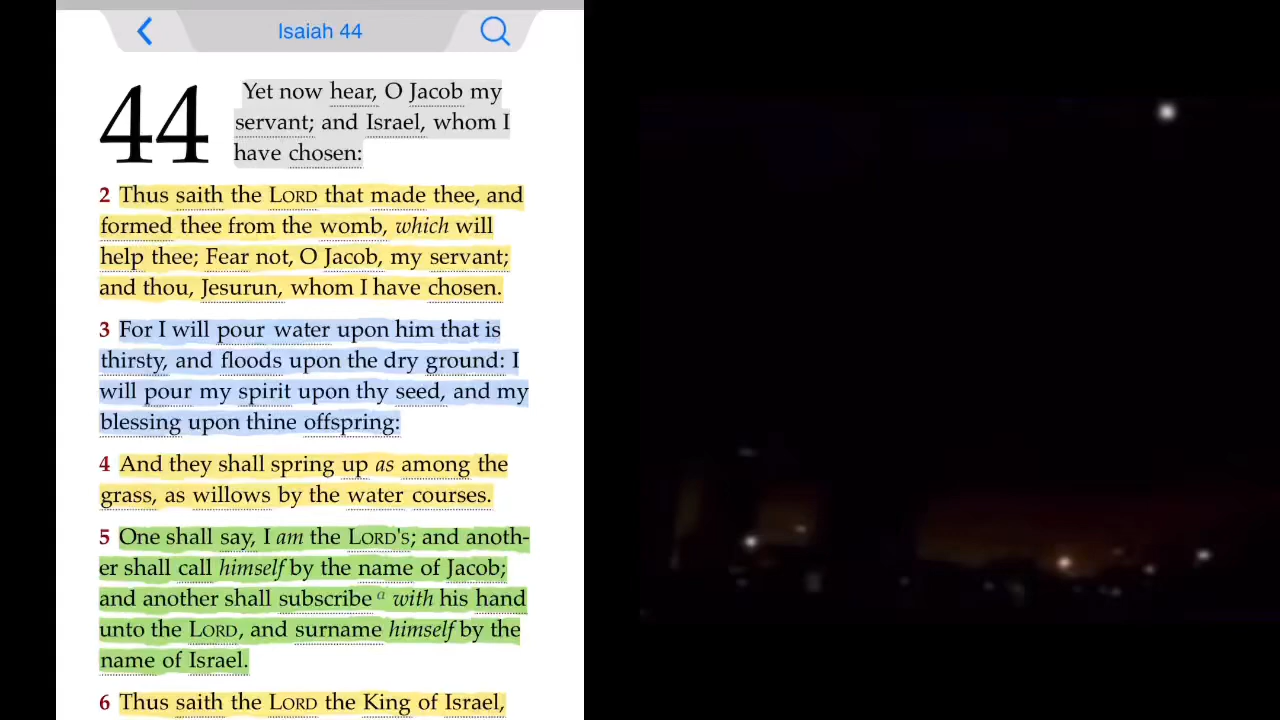 Isaiah 44
44 Yet now hear, O Jacob my
servant; and Israel, whom I
have chosen:
2 Thus saith the LORD that made thee, and
formed thee from the womb, which will
help thee; Fear not, O Jacob, my servant;
and thou, Jesurun, whom I have chosen.
3 For I will pour water upon him that is
thirsty, and floods upon the dry ground: I
will pour my spirit upon thy seed, and my
blessing upon thine offspring:
4 And they shall spring up as among the
grass, as willows by the water courses.
5 One shall say, I am the LORD's; and anoth-
er shall call himself by the name of Jacob;
and another shall subscribe a with his hand
unto the LORD, and surname himself by the
name of Israel.
6 Thus saith the LORD the King of Israel,